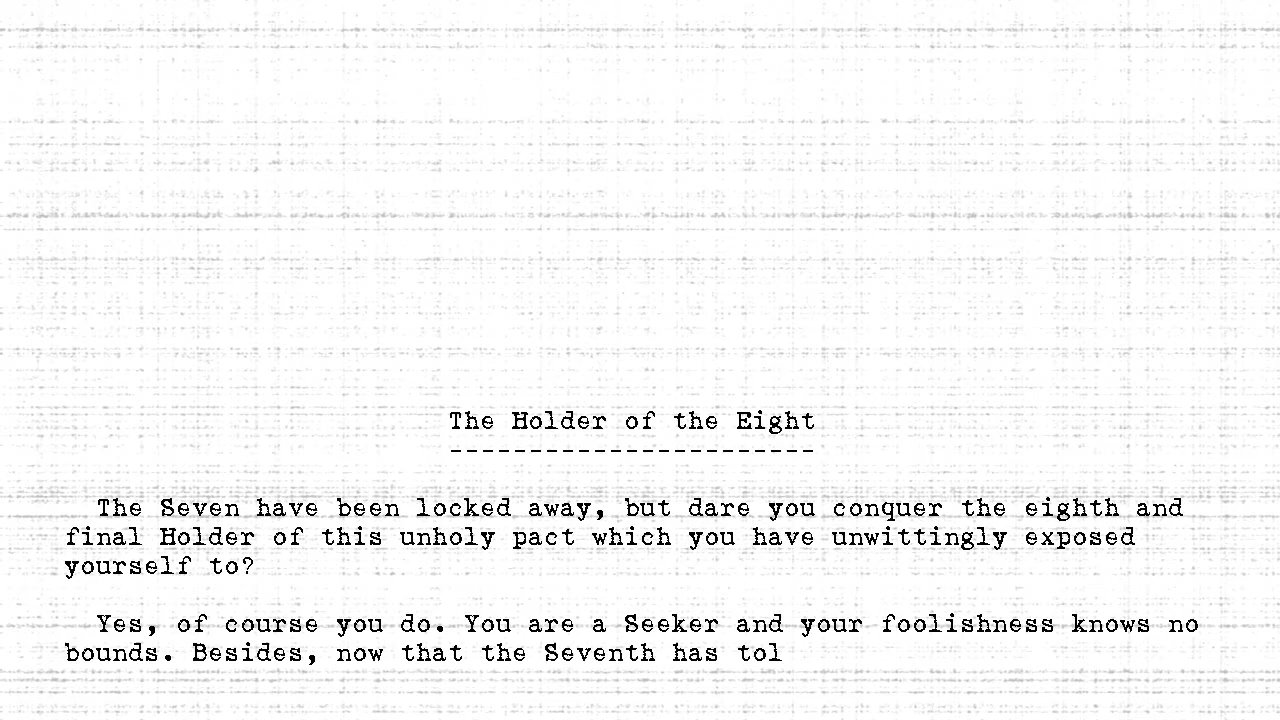 The Holder of the Eight
-----------------------
The Seven have been locked away, but dare you conquer the eighth and
final Holder of this unholy pact which you have unwittingly exposed
yourself to?
Yes, of course you do. You are a Seeker and your foolishness knows no
bounds. Besides, now that the Seventh has tol